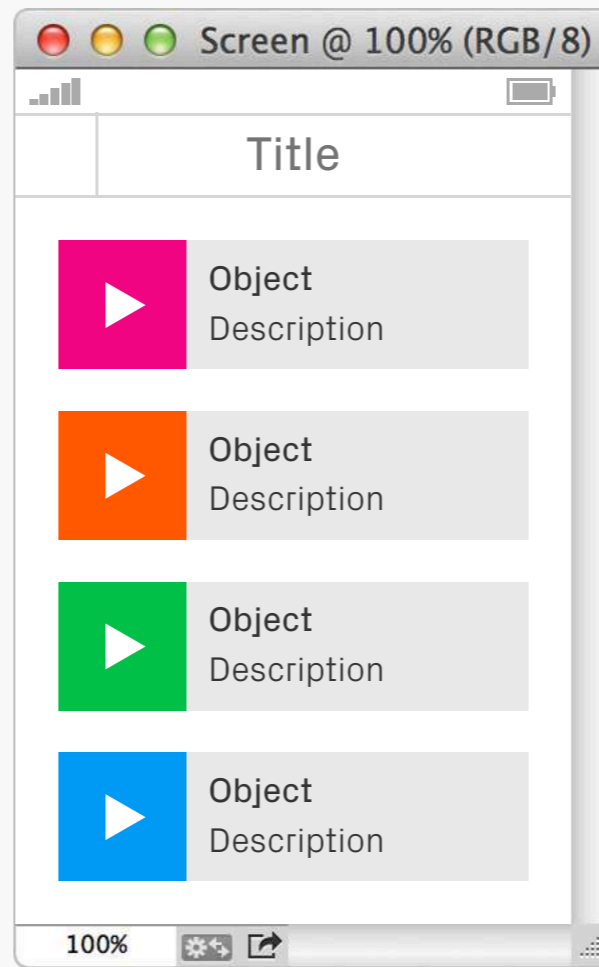 Screen @ 100% (RGB/8)
Title
Object
Description
Object
Description
Object
Description
Object
Description
100%